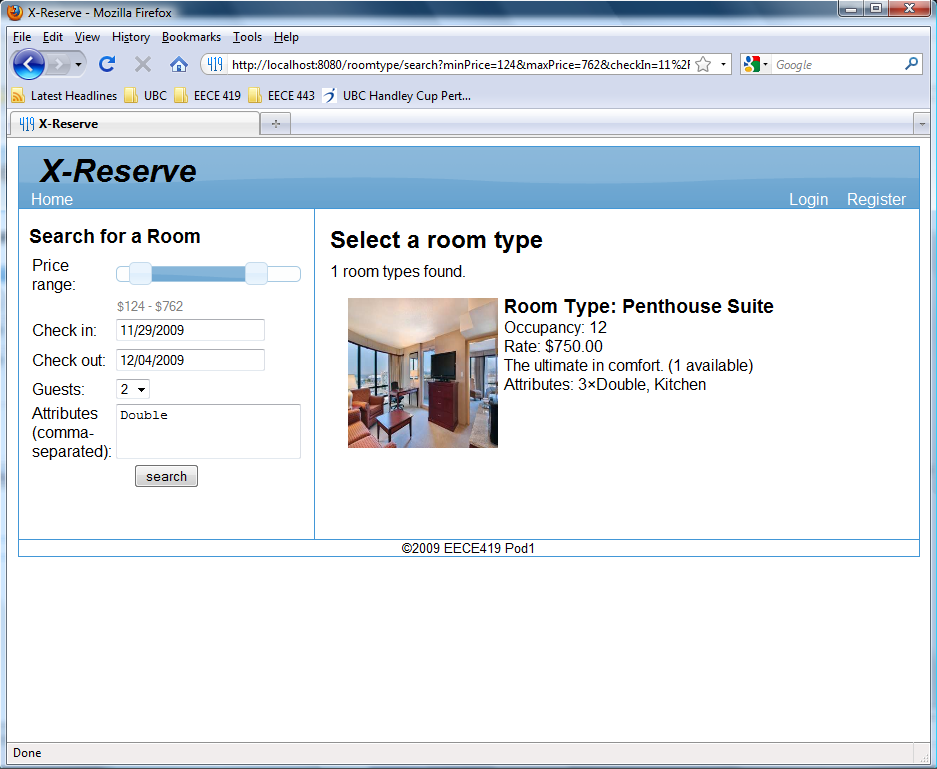 X-Reserve - Mozilla Firefox
File Edit View History Bookmarks Tools Help
419 http://localhost:8080/roomtype/search?minPrice=124&maxPrice=762&checkIn=11%2F Google
Latest Headlines UBC EECE 419 EECE 443 UBC Handley Cup Pert...
419 X-Reserve
X-Reserve
Home Login Register
Search for a Room
Price
range:
$124 - $762
Check in: 11/29/2009
Check out: 12/04/2009
Guests: 2
Attributes
(comma-
separated):
Double
search
Select a room type
1 room types found.
Room Type: Penthouse Suite
Occupancy: 12
Rate: $750.00
The ultimate in comfort. (1 available)
Attributes: 3×Double, Kitchen
©2009 EECE419 Pod1
Done